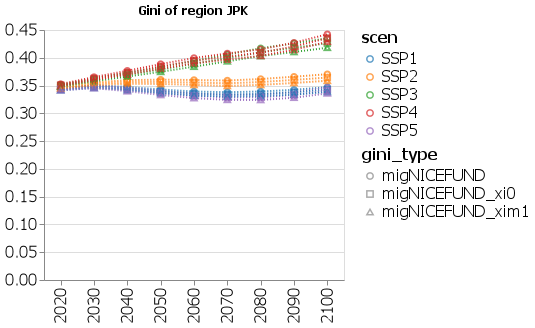 Gini of region JPK
0.45
0.40
0.35
0.30
0.25
0.20
0.15
0.10
0.05
0.00
2020
2030
2040
2050
2060
2070
2080
2090
2100
scen
SSP1
SSP2
SSP3
SSP4
SSP5
gini_type
migNICEFUND
migNICEFUND_xi0
migNICEFUND_xim1